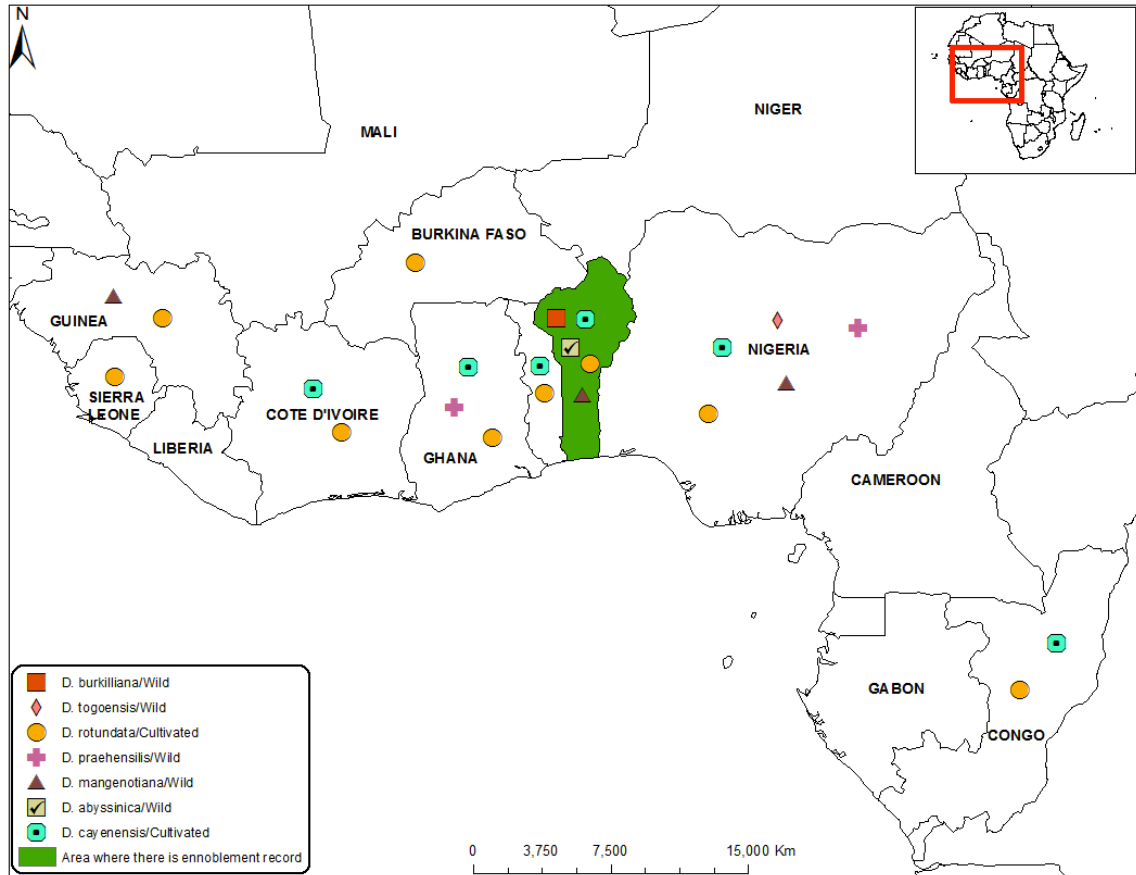 N
NIGER
MALI
BURKINA FASO
GUINEA
NIGERIA
SIERRA
LEONE
COTE D'IVOIRE
LIBERIA
GHANA
CAMEROON
GABON
CONGO
D. burkilliana/Wild
D. togoensis/Wild
D. rotundata/Cultivated
D. praehensilis/Wild
D. mangenotiana/Wild
D. abyssinica/Wild
D. cayenensis/Cultivated
Area where there is ennoblement record
0 3,750 7,500 15,000 Km